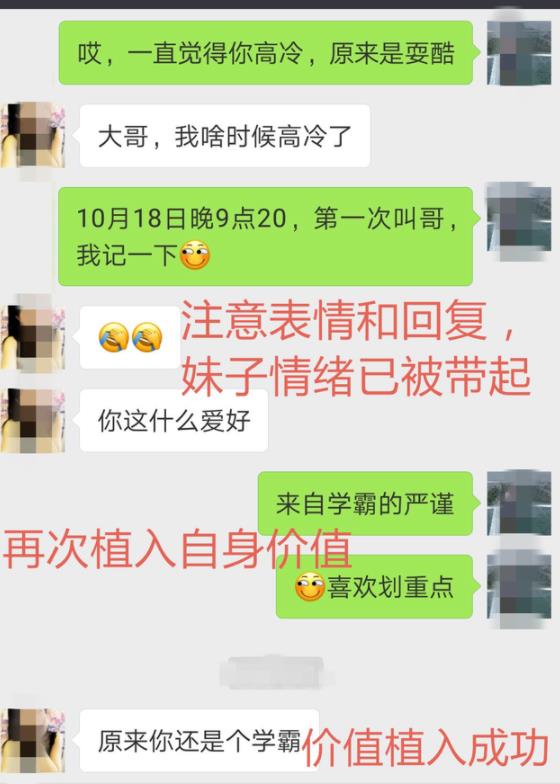 哎，一直觉得你高冷，原来是耍酷
大哥，我啥时候高冷了
10月18日晚9点20，第一次叫哥，
我记一下
注意表情和回复，
妹子情绪已被带起
你这什么爱好
来自学霸的严谨
再次植入自身价值
喜欢划重点
原来你还是个学霸
价值植入成功